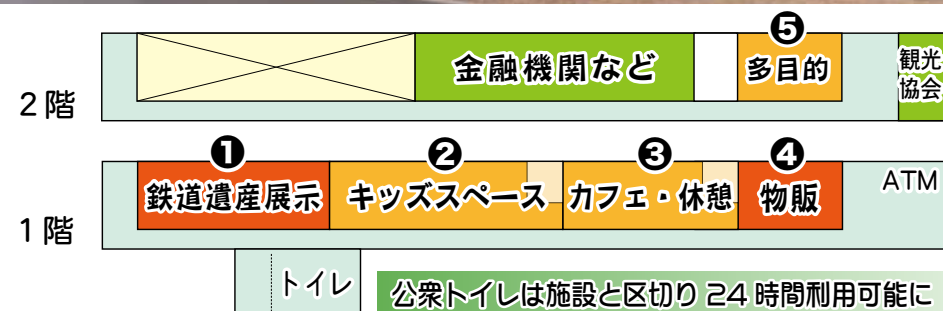 ❺
金融機関など
多目的
観光
協会
2階
❶
❷
❸
❹
鉄道遺産展示
キッズスペース
カフェ・休憩
物販
ATM
1階
トイレ
公衆トイレは施設と区切り24時間利用可能に